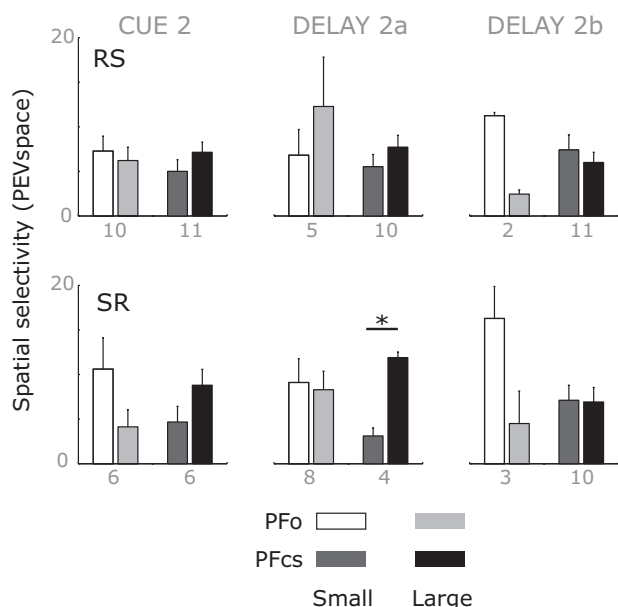 CUE 2 DELAY 2a DELAY 2b
Spatial selectivity (PEVspace)
20
RS
0
10 11 5 10 2 11
20
SR
*
0
6 6 8 4 3 10
PFo
PFcs
Small Large